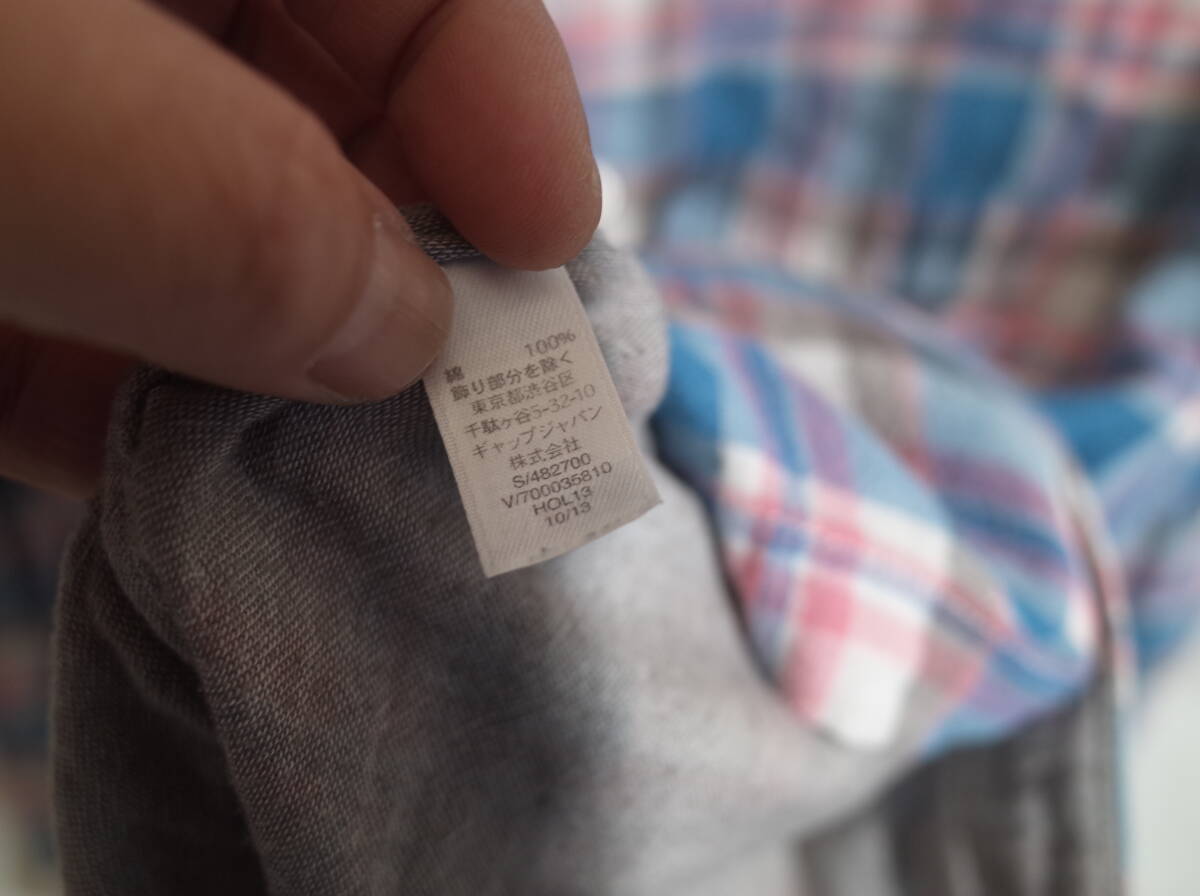 綿 100%
飾り部分を除く
東京都渋谷区
千駄ヶ谷5-32-10
ギャップジャパン
株式会社
S/482700
V/700035810
HOL13
10/13